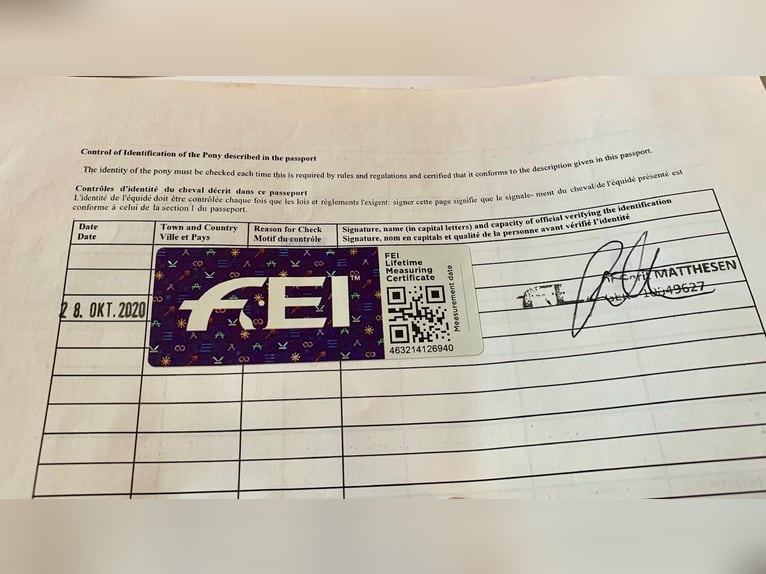 Control of Identification of the Pony described in the passport
The identity of the pony must be checked each time this is required by rules and regulations and certified that it conforms to the description given in this passport.
Contrôles d'identité du cheval décrit dans ce passeport
L'identité de l'équidé doit être contrôlée chaque fois que les lois et règlements l'exigent: signer cette page signifie que le signale- ment du cheval/de l'équidé présenté est
conforme à celui de la section I du passeport.
Date
Date
Town and Country
Ville et Pays
Reason for Check
Motif du contrôle
Signature, name (in capital letters) and capacity of official verifying the identification
Signature, nom en capitals et qualité de la personne avant vérifié l'identité
28. OKT. 2020
FEI™
FEI
Lifetime
Measuring
Certificate
Measurement date
463214126940
MATTHESEN